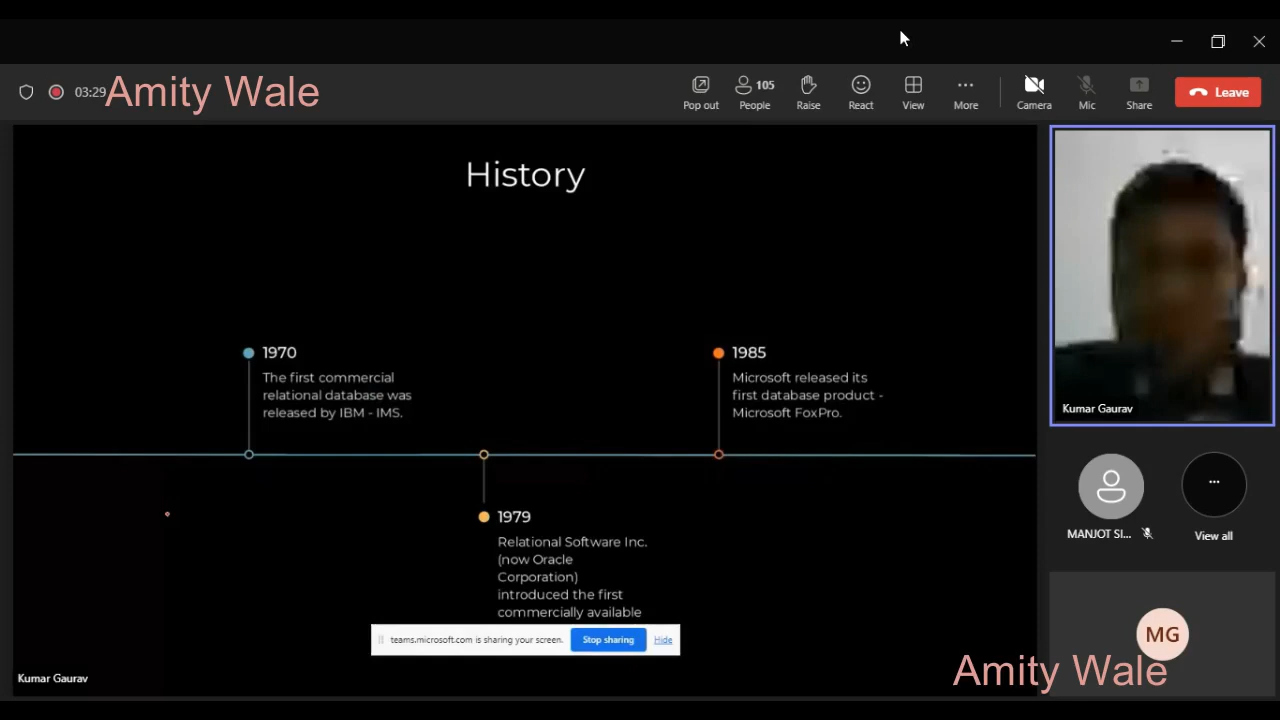 03:29
Amity Wale
Pop out
105
People
Raise
React
View
More
Camera
Mic
Share
Leave
History
1970
The first commercial
relational database was
released by IBM - IMS.
1985
Microsoft released its
first database product -
Microsoft FoxPro.
1979
Relational Software Inc.
(now Oracle
Corporation)
introduced the first
commercially available
teams.microsoft.com is sharing your screen.
Stop sharing
Hide
Kumar Gaurav
Kumar Gaurav
MANJOT SI...
View all
MG
Amity Wale